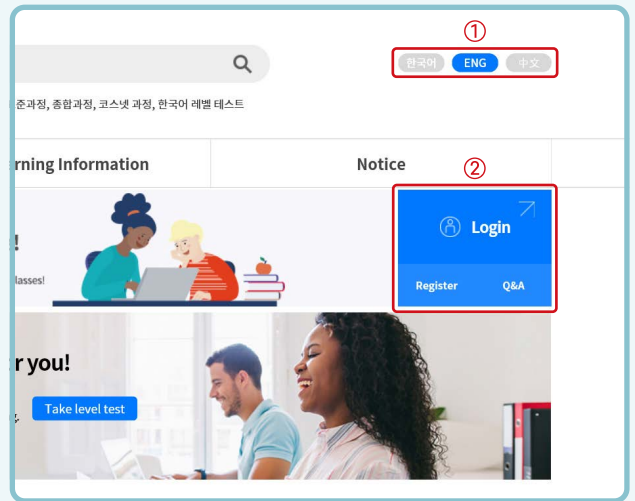 ①
한국어 ENG 中文
준과정, 종합과정, 코스넷 과정, 한국어 레벨 테스트
rning Information
Notice
②
!
lasses!
Login
Register Q&A
r you!
Take level test